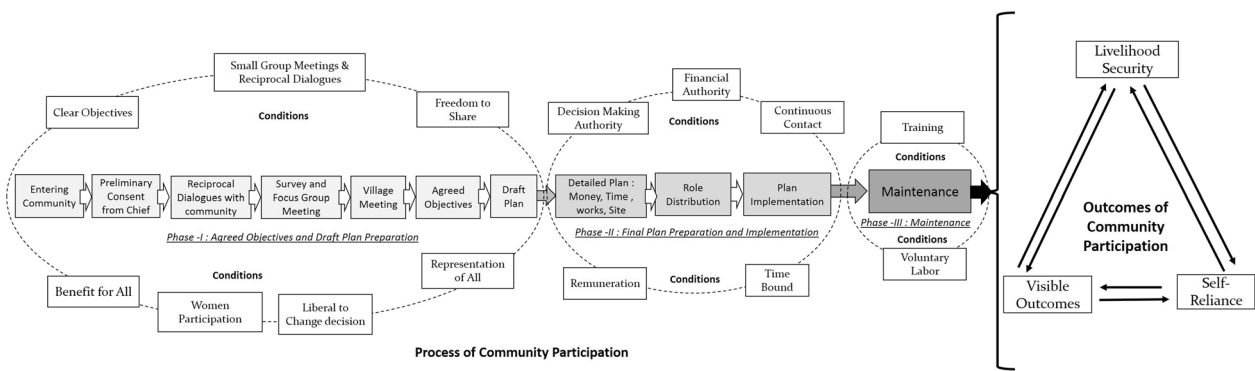 Small Group Meetings &
Reciprocal Dialogues
Clear Objectives
Conditions
Freedom to
Share
Entering
Community
Preliminary
Consent
from Chief
Reciprocal
Dialogues with
community
Survey and
Focus Group
Meeting
Village
Meeting
Agreed
Objectives
Draft
Plan
Phase -I : Agreed Objectives and Draft Plan Preparation
Conditions
Benefit for All
Women
Participation
Liberal to
Change decision
Representation
of All
Financial
Authority
Decision Making
Authority
Conditions
Continuous
Contact
Detailed Plan :
Money, Time ,
works, Site
Role
Distribution
Plan
Implementation
Phase -II : Final Plan Preparation and Implementation
Remuneration
Conditions
Time
Bound
Training
Conditions
Maintenance
Phase -III : Maintenance
Conditions
Voluntary
Labor
Livelihood
Security
Outcomes of
Community
Participation
Visible
Outcomes
Self-
Reliance
Process of Community Participation